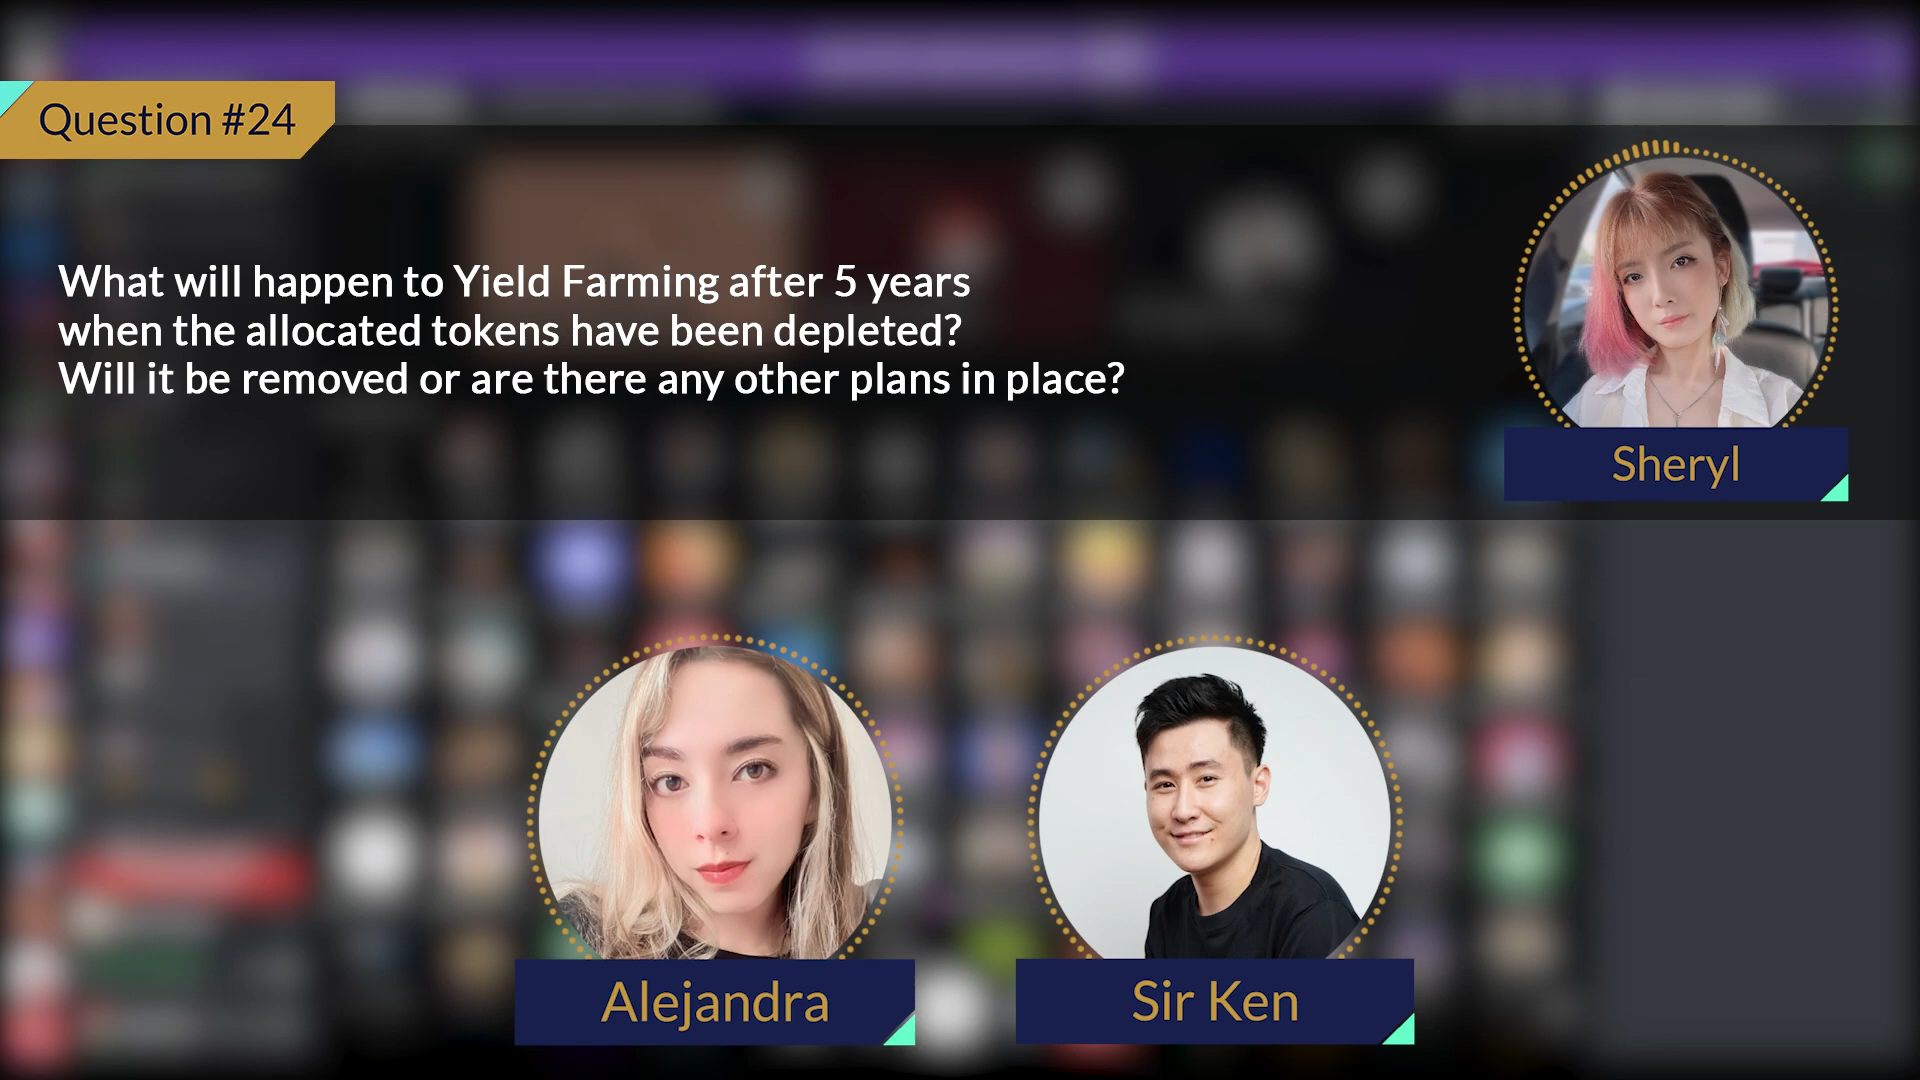 Question #24
What will happen to Yield Farming after 5 years
when the allocated tokens have been depleted?
Will it be removed or are there any other plans in place?
Sheryl
Alejandra
Sir Ken